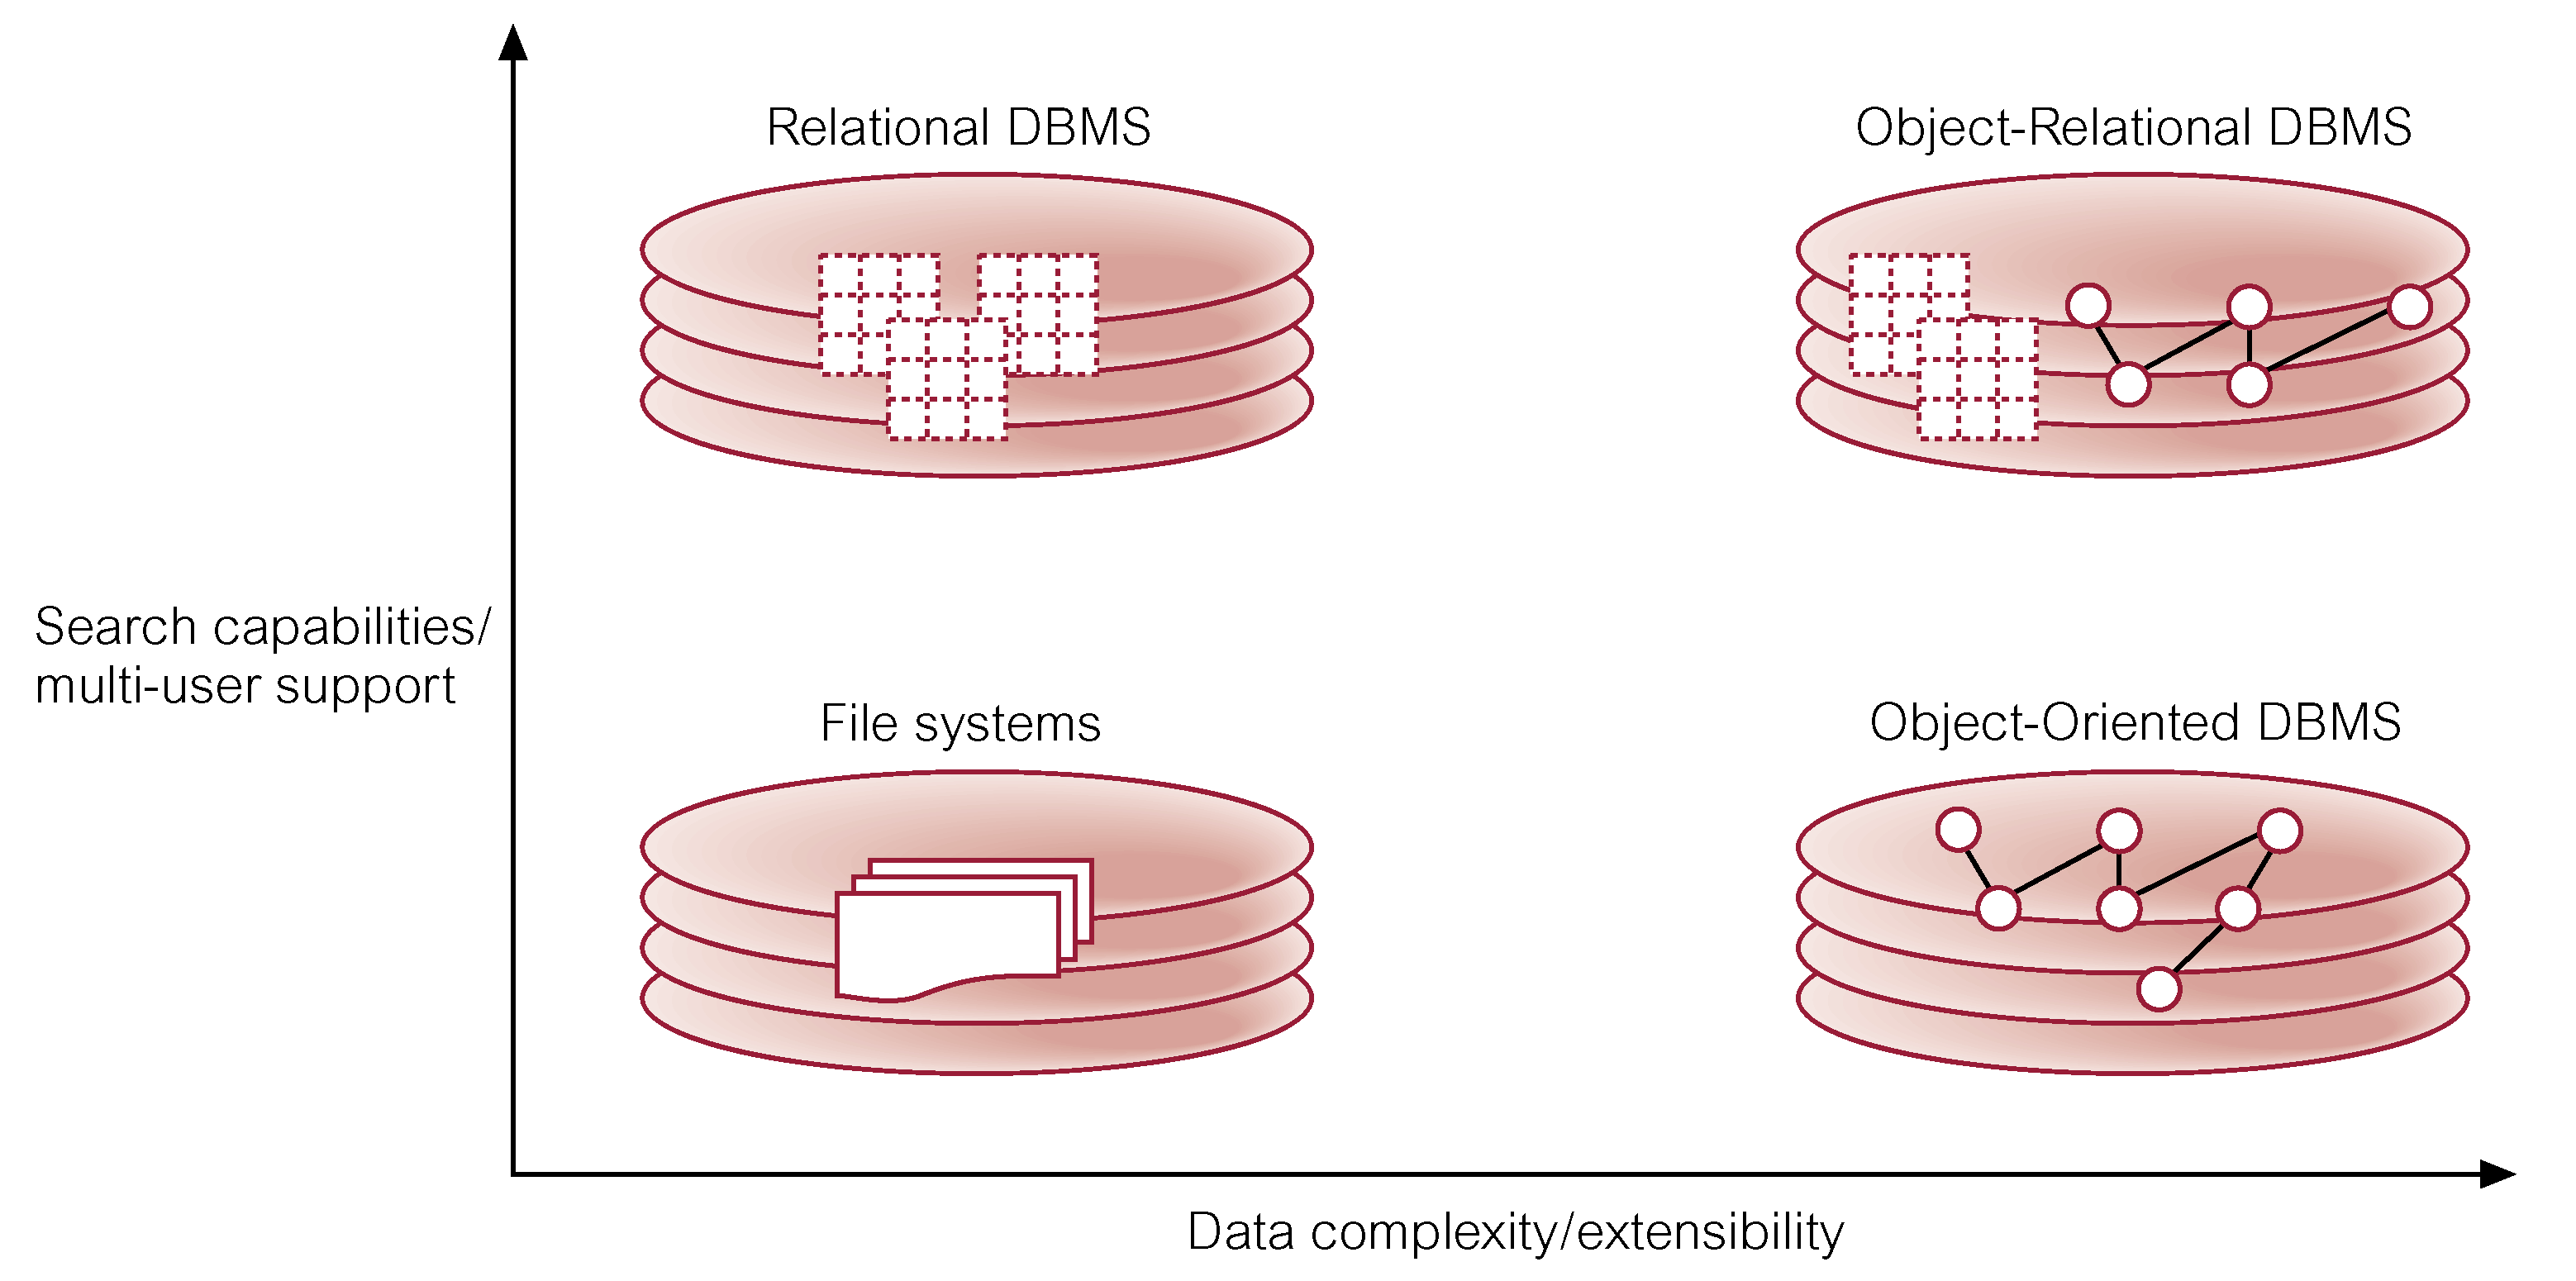 Relational DBMS
Object-Relational DBMS
Search capabilities/
multi-user support
File systems
Object-Oriented DBMS
Data complexity/extensibility